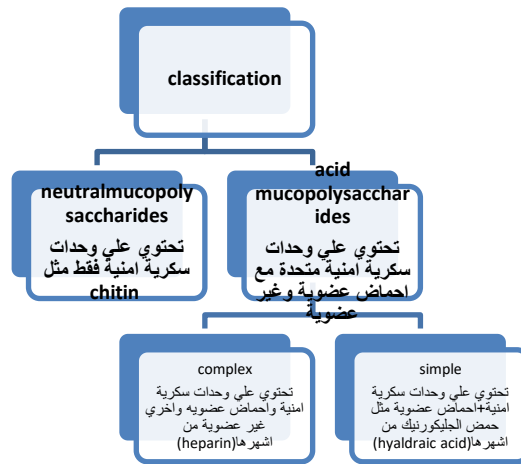 classification
neutralmucopoly
saccharides
تحتوي علي وحدات
سكرية امنية فقط مثل
chitin
acid
mucopolysacchar
ides
تحتوي علي وحدات
سكرية امنية متحدة مع
احماض عضوية وغير
عضوية
complex
تحتوي علي وحدات سكرية
امنية واحماض عضويه واخري
غير عضوية من
اشهرها(heparin)
simple
تحتوي علي وحدات سكرية
امنية+احماض عضوية مثل
حمض الجليكورنيك من
اشهرها(hyaldraic acid)